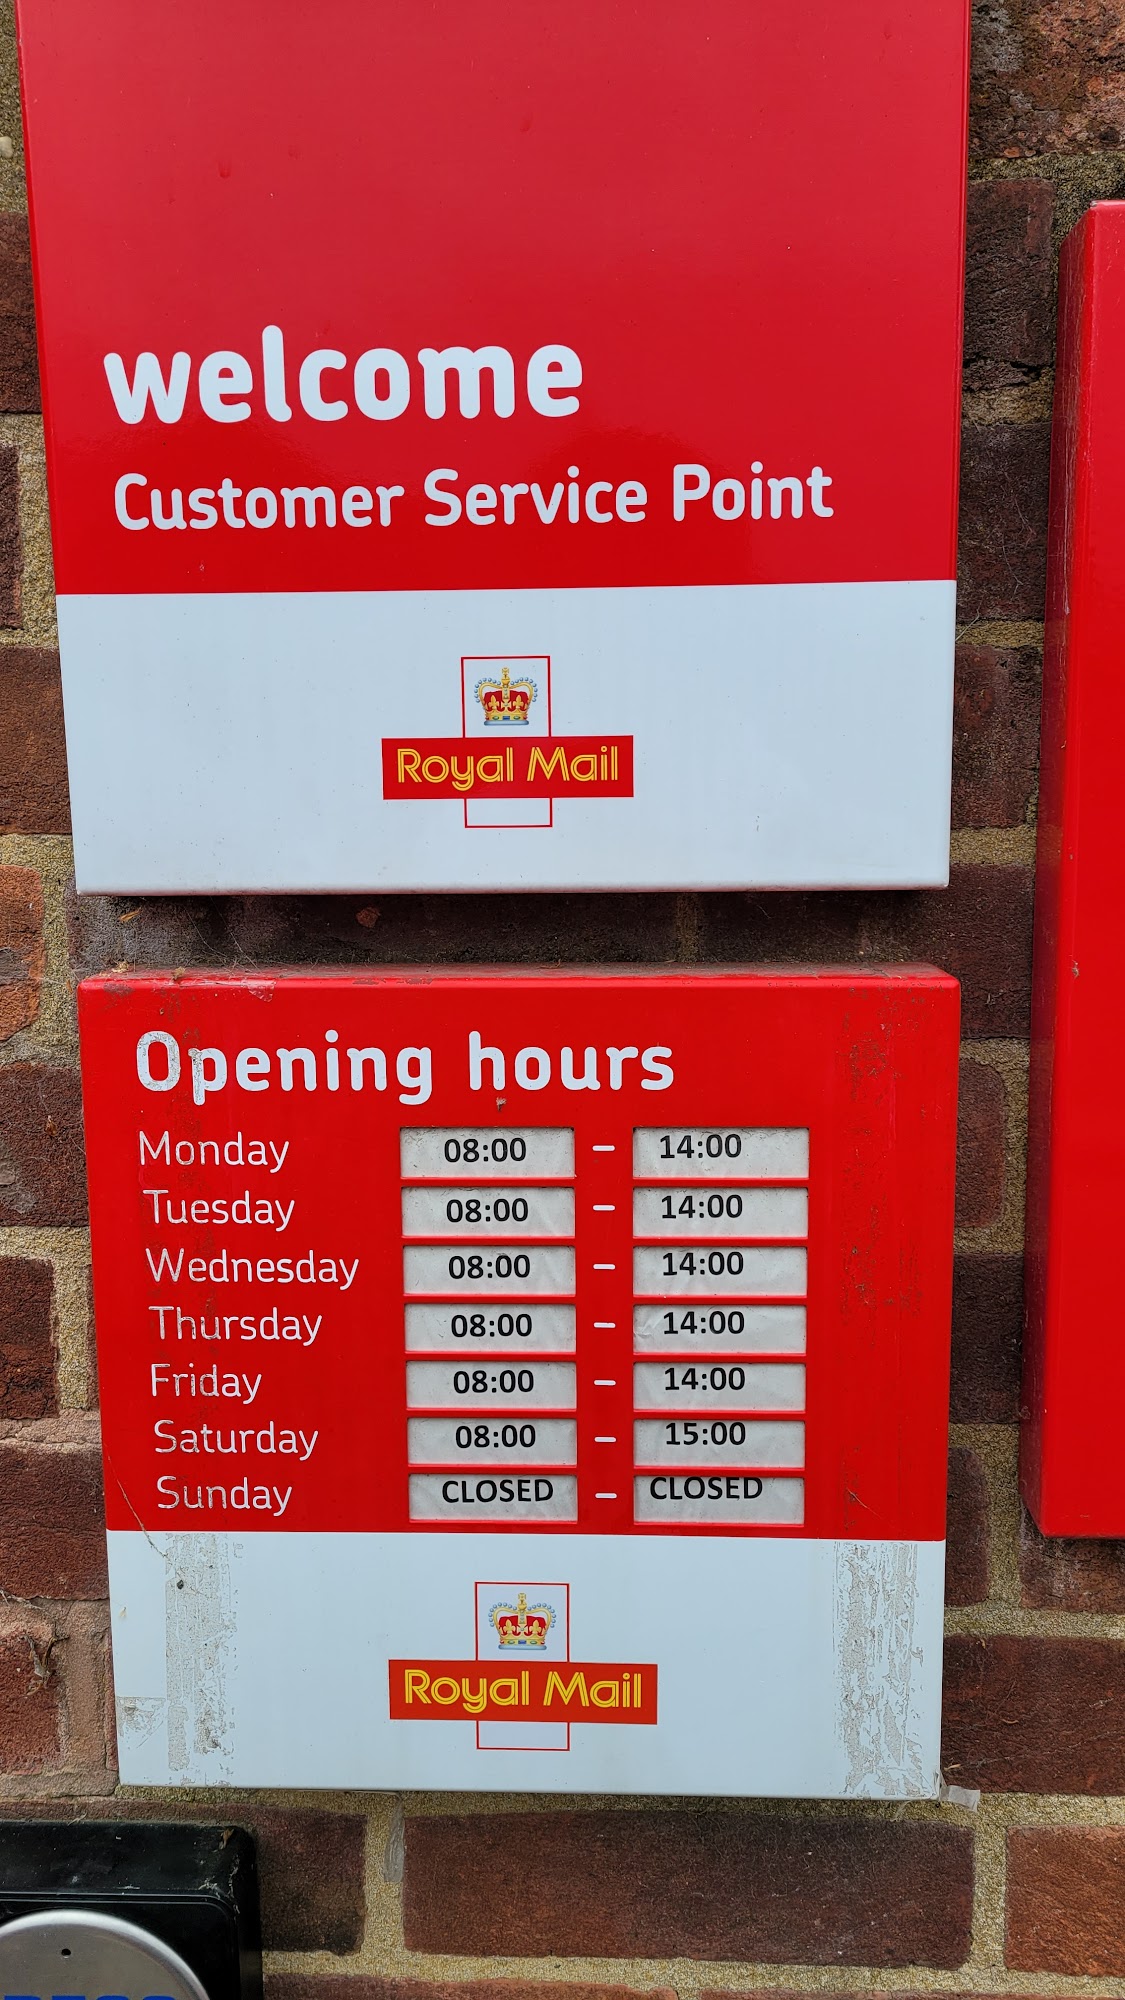 welcome
Customer Service Point
Royal Mail
Opening hours
Monday 08:00 – 14:00
Tuesday 08:00 – 14:00
Wednesday 08:00 – 14:00
Thursday 08:00 – 14:00
Friday 08:00 – 14:00
Saturday 08:00 – 15:00
Sunday CLOSED – CLOSED
Royal Mail